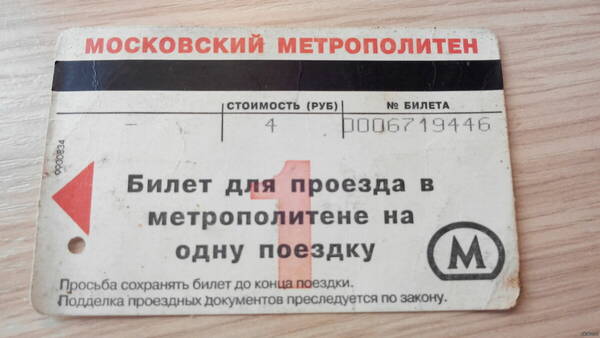 МОСКОВСКИЙ МЕТРОПОЛИТЕН
СТОИМОСТЬ (РУБ) № БИЛЕТА
– 4 0006719446
9900834
1
Билет для проезда в
метрополитене на
одну поездку
М
Просьба сохранять билет до конца поездки.
Подделка проездных документов преследуется по закону.